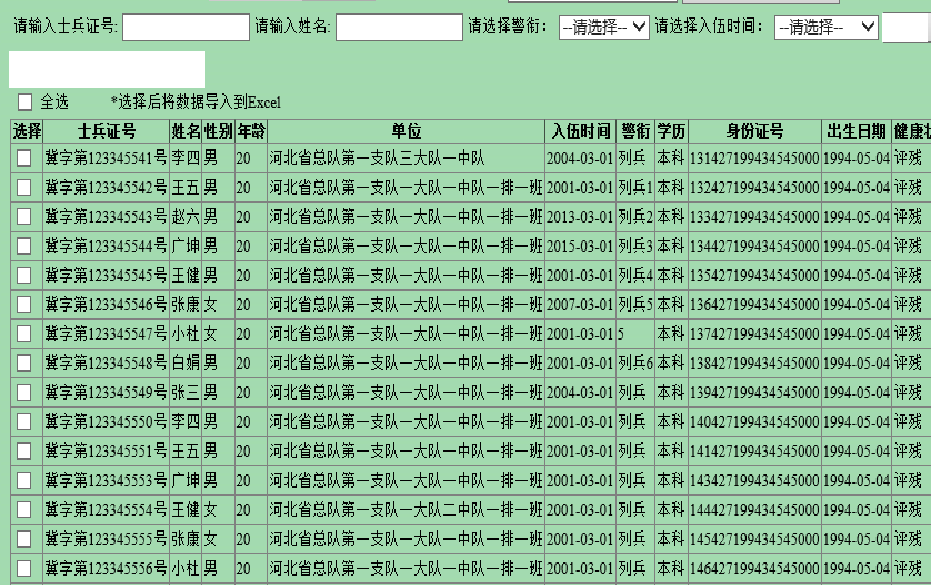 请输入士兵证号: 请输入姓名: 请选择警衔： --请选择-- 请选择入伍时间： --请选择--
全选 *选择后将数据导入到Excel
选择 士兵证号 姓名 性别 年龄 单位 入伍时间 警衔 学历 身份证号 出生日期 健康
冀字第123345541号 李四 男 20 河北省总队第一支队三大队一中队 2004-03-01 列兵 本科 131427199434545000 1994-05-04 评残
冀字第123345542号 王五 男 20 河北省总队第一支队一大队一中队一排一班 2001-03-01 列兵1 本科 132427199434545000 1994-05-04 评残
冀字第123345543号 赵六 男 20 河北省总队第一支队一大队一中队一排一班 2013-03-01 列兵2 本科 133427199434545000 1994-05-04 评残
冀字第123345544号 广坤 男 20 河北省总队第一支队一大队一中队一排一班 2015-03-01 列兵3 本科 134427199434545000 1994-05-04 评残
冀字第123345545号 王健 男 20 河北省总队第一支队一大队一中队一排一班 2001-03-01 列兵4 本科 135427199434545000 1994-05-04 评残
冀字第123345546号 张康 女 20 河北省总队第一支队一大队一中队一排一班 2007-03-01 列兵5 本科 136427199434545000 1994-05-04 评残
冀字第123345547号 小杜 女 20 河北省总队第一支队一大队一中队一排一班 2001-03-01 5 本科 137427199434545000 1994-05-04 评残
冀字第123345548号 白娟 男 20 河北省总队第一支队一大队一中队一排一班 2001-03-01 列兵6 本科 138427199434545000 1994-05-04 评残
冀字第123345549号 张三 男 20 河北省总队第一支队一大队一中队一排一班 2004-03-01 列兵 本科 139427199434545000 1994-05-04 评残
冀字第123345550号 李四 男 20 河北省总队第一支队一大队一中队一排一班 2001-03-01 列兵 本科 140427199434545000 1994-05-04 评残
冀字第123345551号 王五 男 20 河北省总队第一支队一大队一中队一排一班 2001-03-01 列兵 本科 141427199434545000 1994-05-04 评残
冀字第123345553号 广坤 男 20 河北省总队第一支队一大队一中队一排一班 2001-03-01 列兵 本科 143427199434545000 1994-05-04 评残
冀字第123345554号 王健 女 20 河北省总队第一支队一大队二中队一排一班 2001-03-01 列兵 本科 144427199434545000 1994-05-04 评残
冀字第123345555号 张康 女 20 河北省总队第一支队一大队一中队一排一班 2001-03-01 列兵 本科 145427199434545000 1994-05-04 评残
冀字第123345556号 小杜 男 20 河北省总队第一支队一大队一中队一排一班 2001-03-01 列兵 本科 146427199434545000 1994-05-04 评残